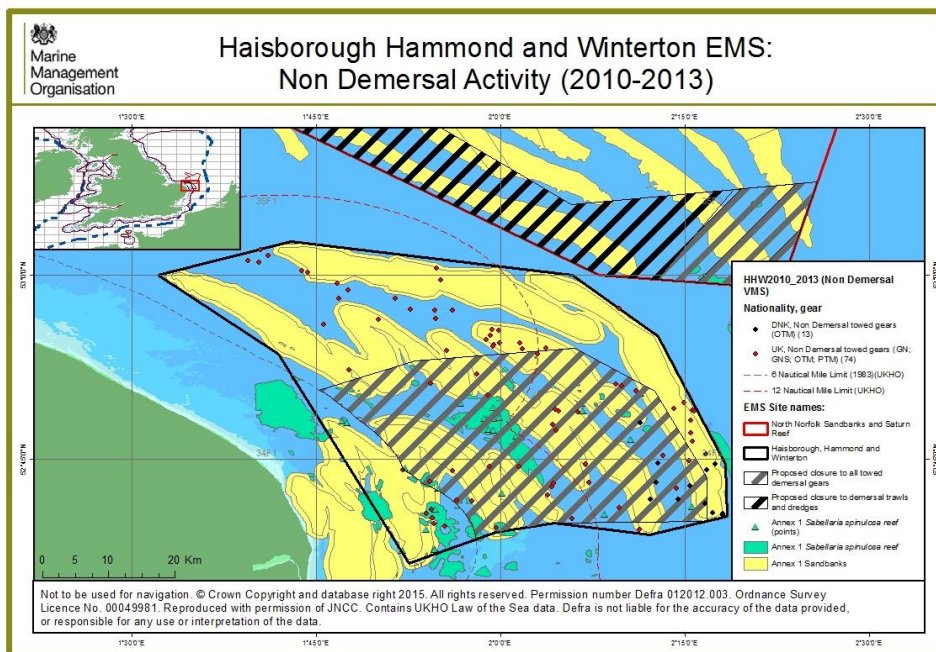 Marine
Management
Organisation
Haisborough Hammond and Winterton EMS:
Non Demersal Activity (2010-2013)
1°30'E
1°45'E
2°0'E
2°15'E
2°30'E
35F1
53°0'0"N
34F1
52°45'0"N
0 5 10 20 Km
HHW2010_2013 (Non Demersal
VMS)
Nationality, gear
DNK, Non Demersal towed gears
(OTM) (13)
UK, Non Demersal towed gears (GN;
GNS; OTM; PTM) (74)
6 Nautical Mile Limit (1983)(UKHO)
12 Nautical Mile Limit (UKHO)
EMS Site names:
North Norfolk Sandbanks and Saturn
Reef
Haisborough, Hammond and
Winterton
Proposed closure to all towed
demersal gears
Proposed closure to demersal trawls
and dredges
Annex 1 Sabellaria spinulosa reef
(points)
Annex 1 Sabellaria spinulosa reef
Annex 1 Sandbanks
Not to be used for navigation. © Crown Copyright and database right 2015. All rights reserved. Permission number Defra 012012.003. Ordnance Survey
Licence No. 00049981. Reproduced with permission of JNCC. Contains UKHO Law of the Sea data. Defra is not liable for the accuracy of the data provided,
or responsible for any use or interpretation of the data.
1°30'E
1°45'E
2°0'E
2°15'E
2°30'E